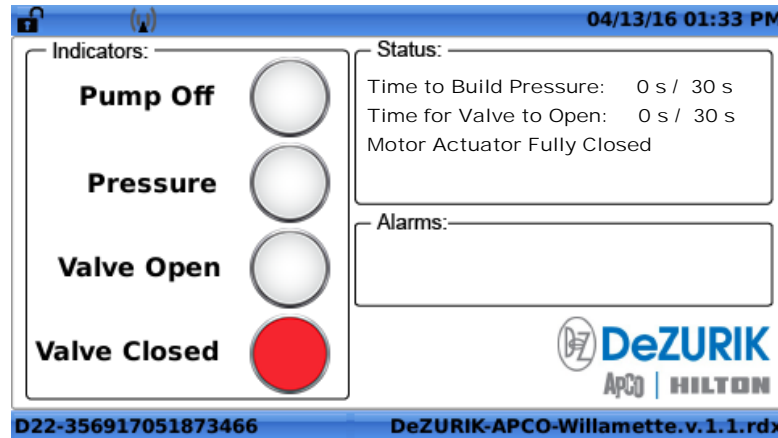 04/13/16 01:33 PM
Indicators:
Pump Off
Pressure
Valve Open
Valve Closed
Status:
Time to Build Pressure: 0 s / 30 s
Time for Valve to Open: 0 s / 30 s
Motor Actuator Fully Closed
Alarms:
DZ DeZURIK
APCO | HILTON
D22-356917051873466 DeZURIK-APCO-Willamette.v.1.1.rdx